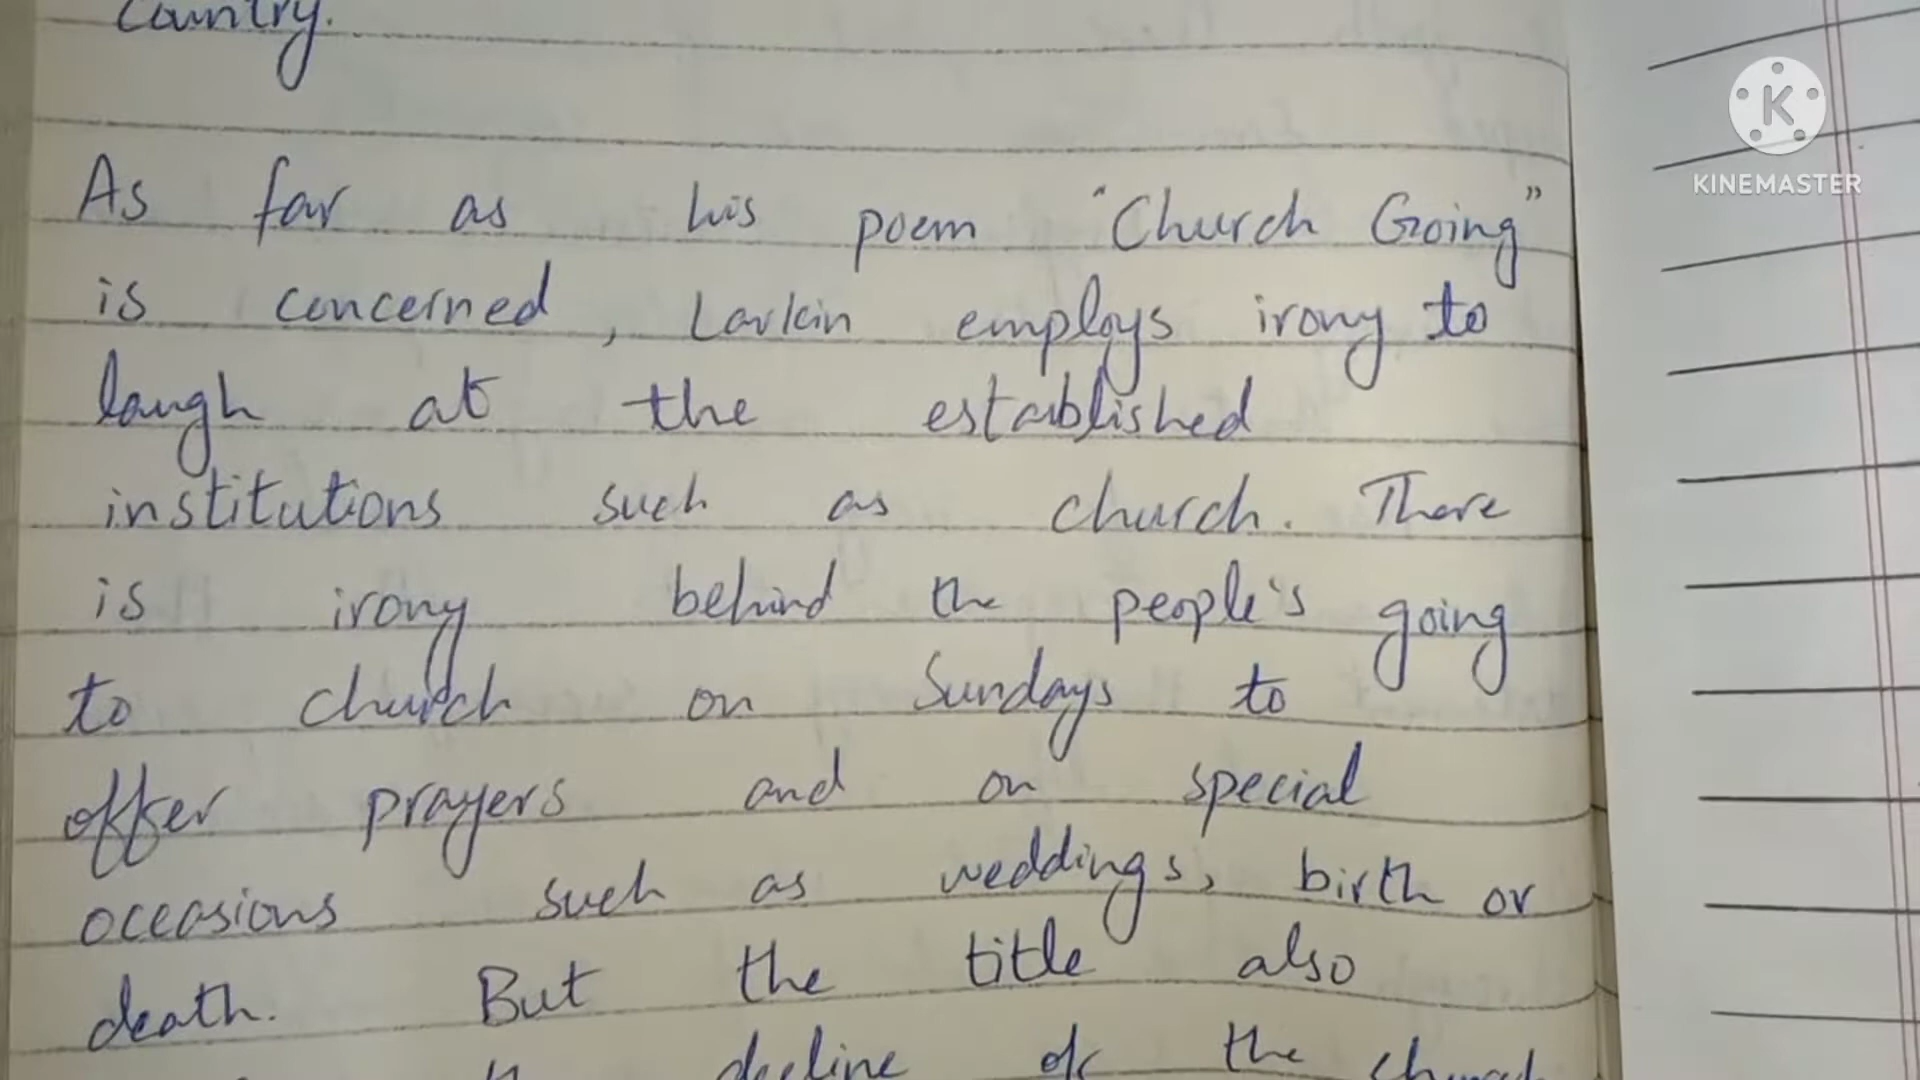 Country.
As far as his poem "Church Going"
is concerned, Larkin employs irony to
laugh at the established
institutions such as church. There
is irony behind the people's going
to church on Sundays to
offer prayers and on special
occasions such as weddings, birth or
death. But the title also
decline of the church
KINEMASTER